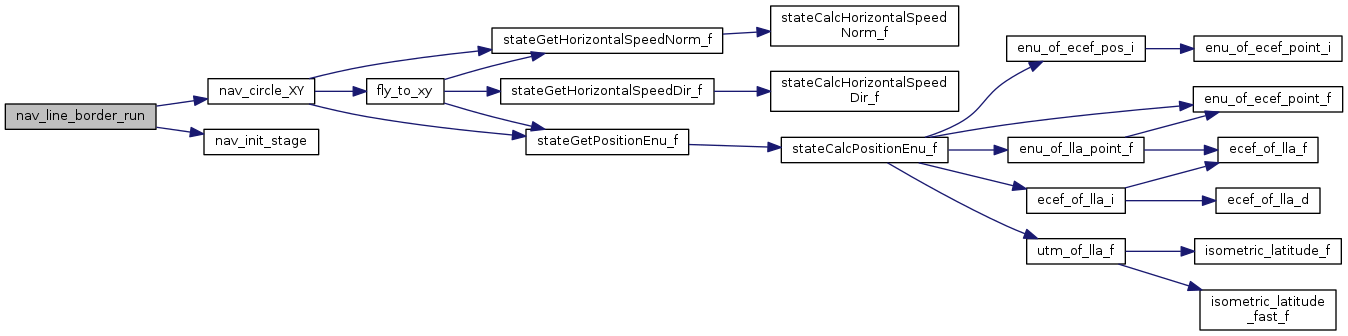 nav_line_border_run
nav_circle_XY
nav_init_stage
fly_to_xy
stateGetHorizontalSpeedNorm_f
stateGetHorizontalSpeedDir_f
stateGetPositionEnu_f
stateCalcHorizontalSpeed
Norm_f
stateCalcHorizontalSpeed
Dir_f
stateCalcPositionEnu_f
enu_of_ecef_pos_i
enu_of_lla_point_f
ecef_of_lla_i
utm_of_lla_f
enu_of_ecef_point_i
enu_of_ecef_point_f
ecef_of_lla_f
ecef_of_lla_d
isometric_latitude_f
isometric_latitude
_fast_f